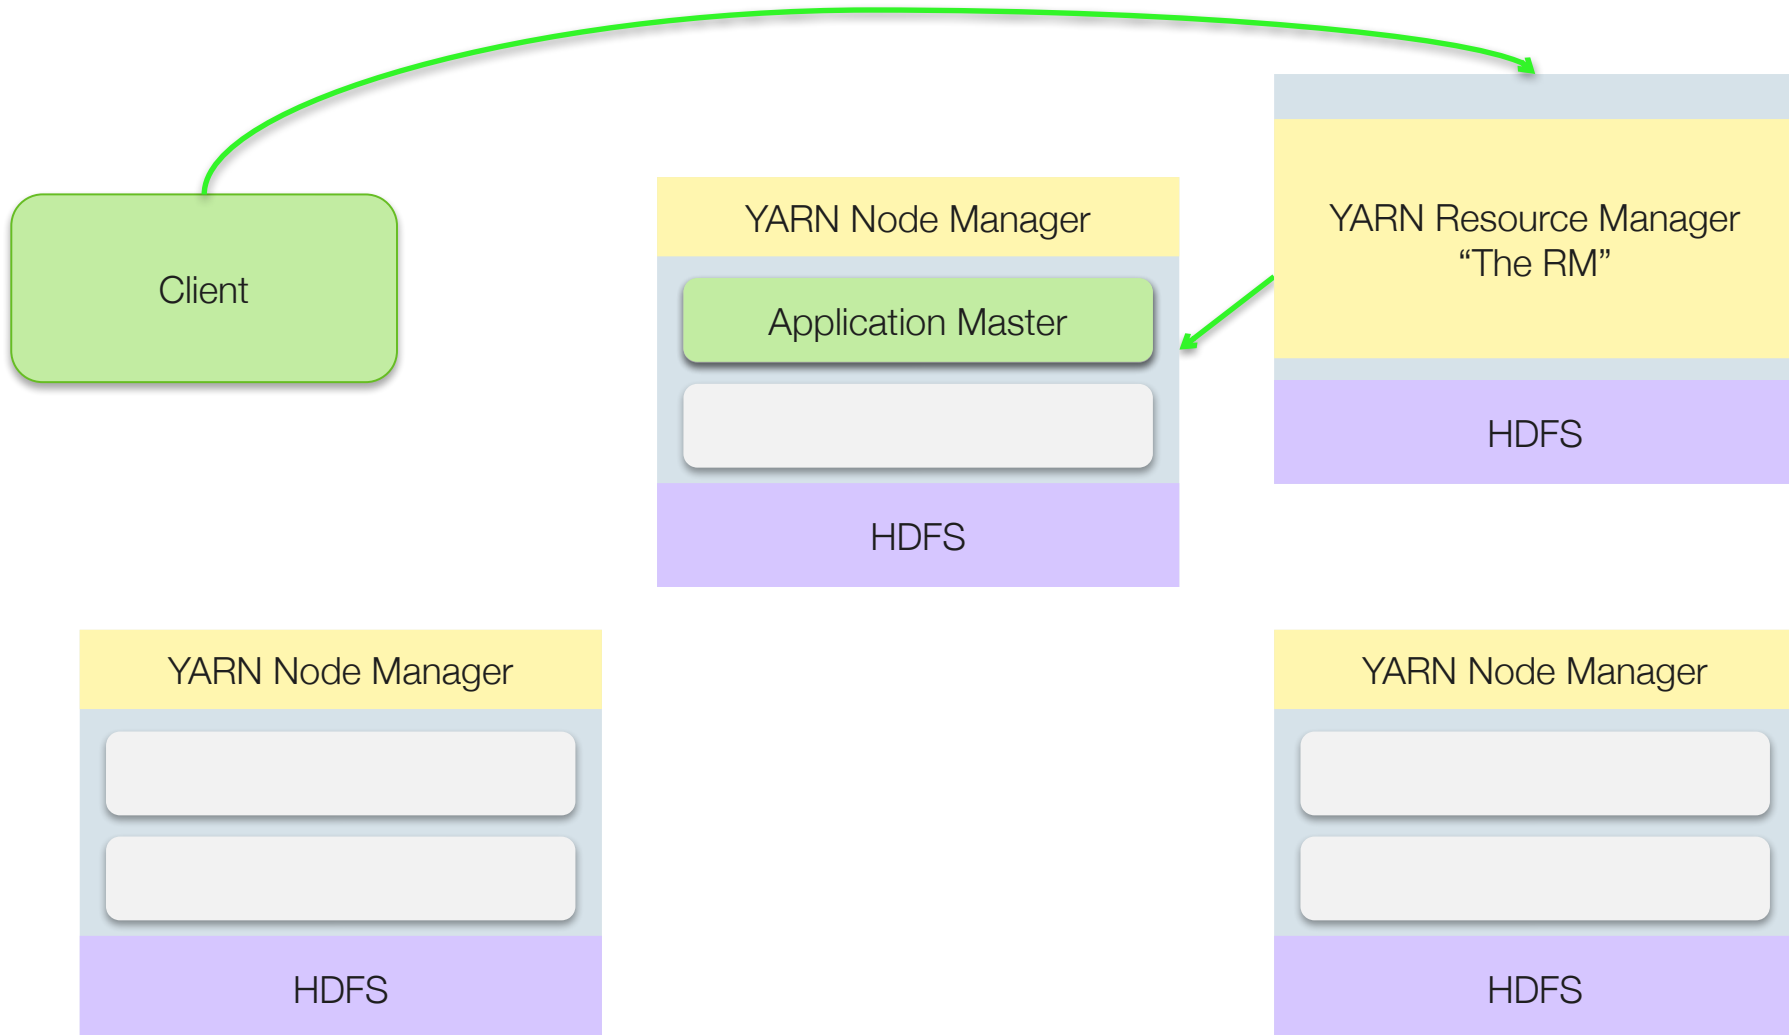 Client
YARN Node Manager
Application Master
HDFS
YARN Resource Manager
“The RM”
HDFS
YARN Node Manager
HDFS
YARN Node Manager
HDFS